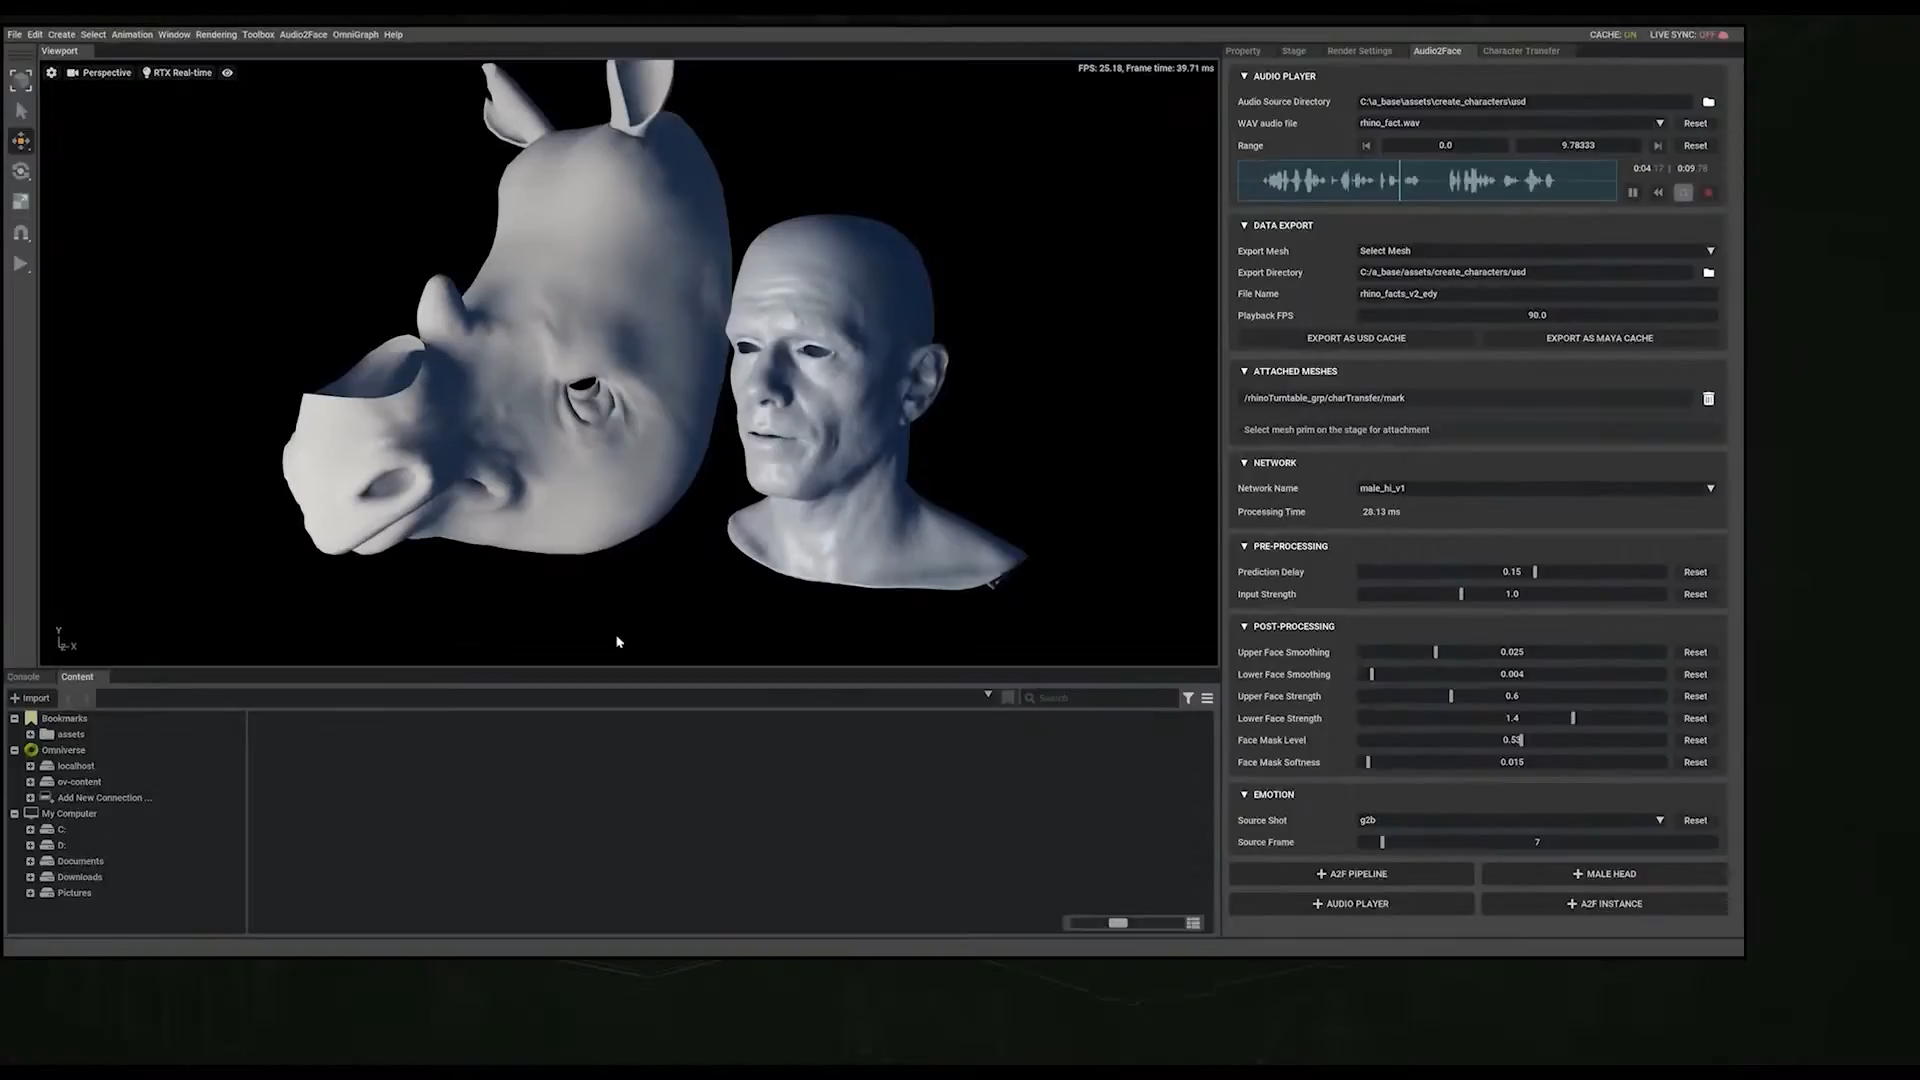 File Edit Create Select Animation Window Rendering Toolbox Audio2Face OmniGraph Help
CACHE: ON LIVE SYNC: OFF
Viewport
Perspective RTX Real-time
FPS: 25.18, Frame time: 39.71 ms
Y
Z X
Property Stage Render Settings Audio2Face Character Transfer
AUDIO PLAYER
Audio Source Directory C:\a_base\assets\create_characters\usd
WAV audio file rhino_fact.wav Reset
Range 0.0 9.78333 Reset
0:04.17 | 0:09.78
DATA EXPORT
Export Mesh Select Mesh
Export Directory C:/a_base/assets/create_characters/usd
File Name rhino_facts_v2_edy
Playback FPS 90.0
EXPORT AS USD CACHE EXPORT AS MAYA CACHE
ATTACHED MESHES
/rhinoTurntable_grp/charTransfer/mark
Select mesh prim on the stage for attachment
NETWORK
Network Name male_hi_v1
Processing Time 28.13 ms
PRE-PROCESSING
Prediction Delay 0.15 Reset
Input Strength 1.0 Reset
POST-PROCESSING
Upper Face Smoothing 0.025 Reset
Lower Face Smoothing 0.004 Reset
Upper Face Strength 0.6 Reset
Lower Face Strength 1.4 Reset
Face Mask Level 0.53 Reset
Face Mask Softness 0.015 Reset
EMOTION
Source Shot g2b Reset
Source Frame 7
+ A2F PIPELINE + MALE HEAD
+ AUDIO PLAYER + A2F INSTANCE
Console Content
+ Import
Search
Bookmarks
assets
Omniverse
localhost
ov-content
Add New Connection ...
My Computer
C:
D:
Documents
Downloads
Pictures